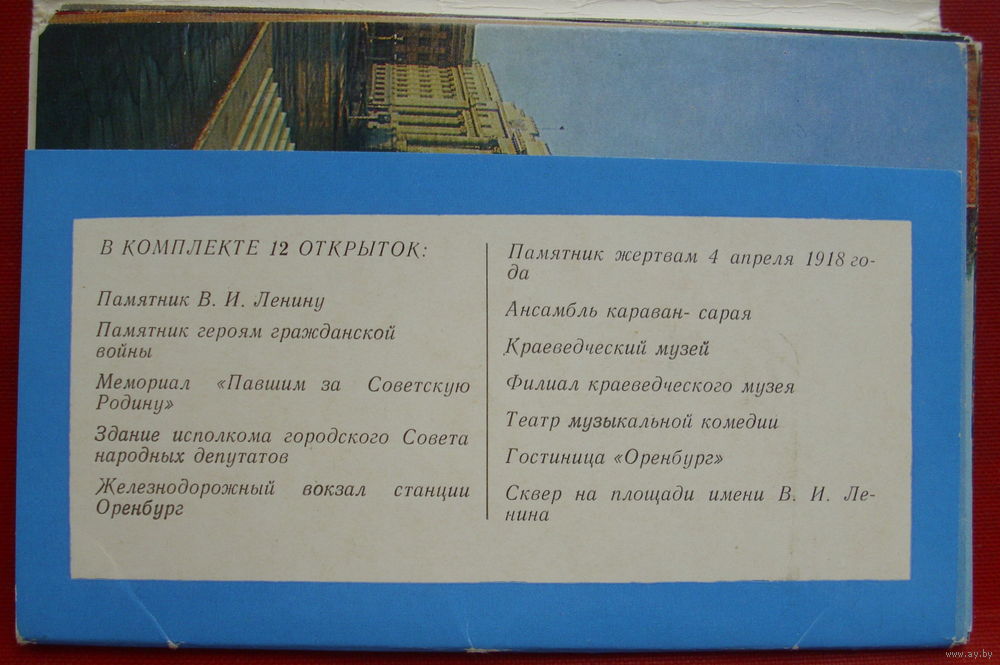 В КОМПЛЕКТЕ 12 ОТКРЫТОК:
Памятник В. И. Ленину
Памятник героям гражданской
войны
Мемориал «Павшим за Советскую
Родину»
Здание исполкома городского Совета
народных депутатов
Железнодорожный вокзал станции
Оренбург
Памятник жертвам 4 апреля 1918 го-
да
Ансамбль караван- сарая
Краеведческий музей
Филиал краеведческого музея
Театр музыкальной комедии
Гостиница «Оренбург»
Сквер на площади имени В. И. Ле-
нина
www.ay.by